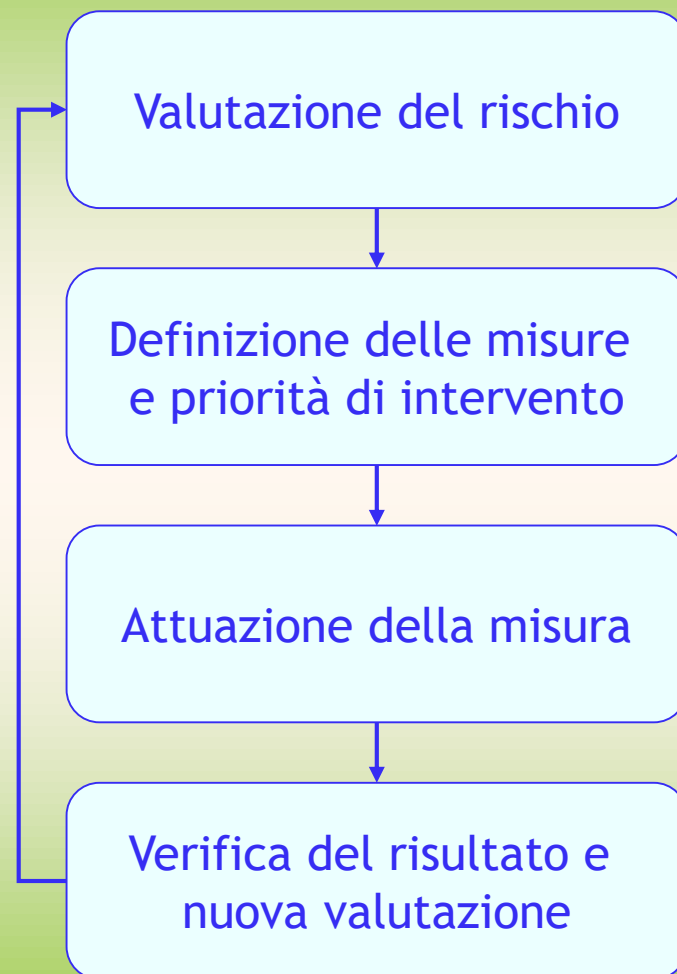 Valutazione del rischio
Definizione delle misure
e priorità di intervento
Attuazione della misura
Verifica del risultato e
nuova valutazione